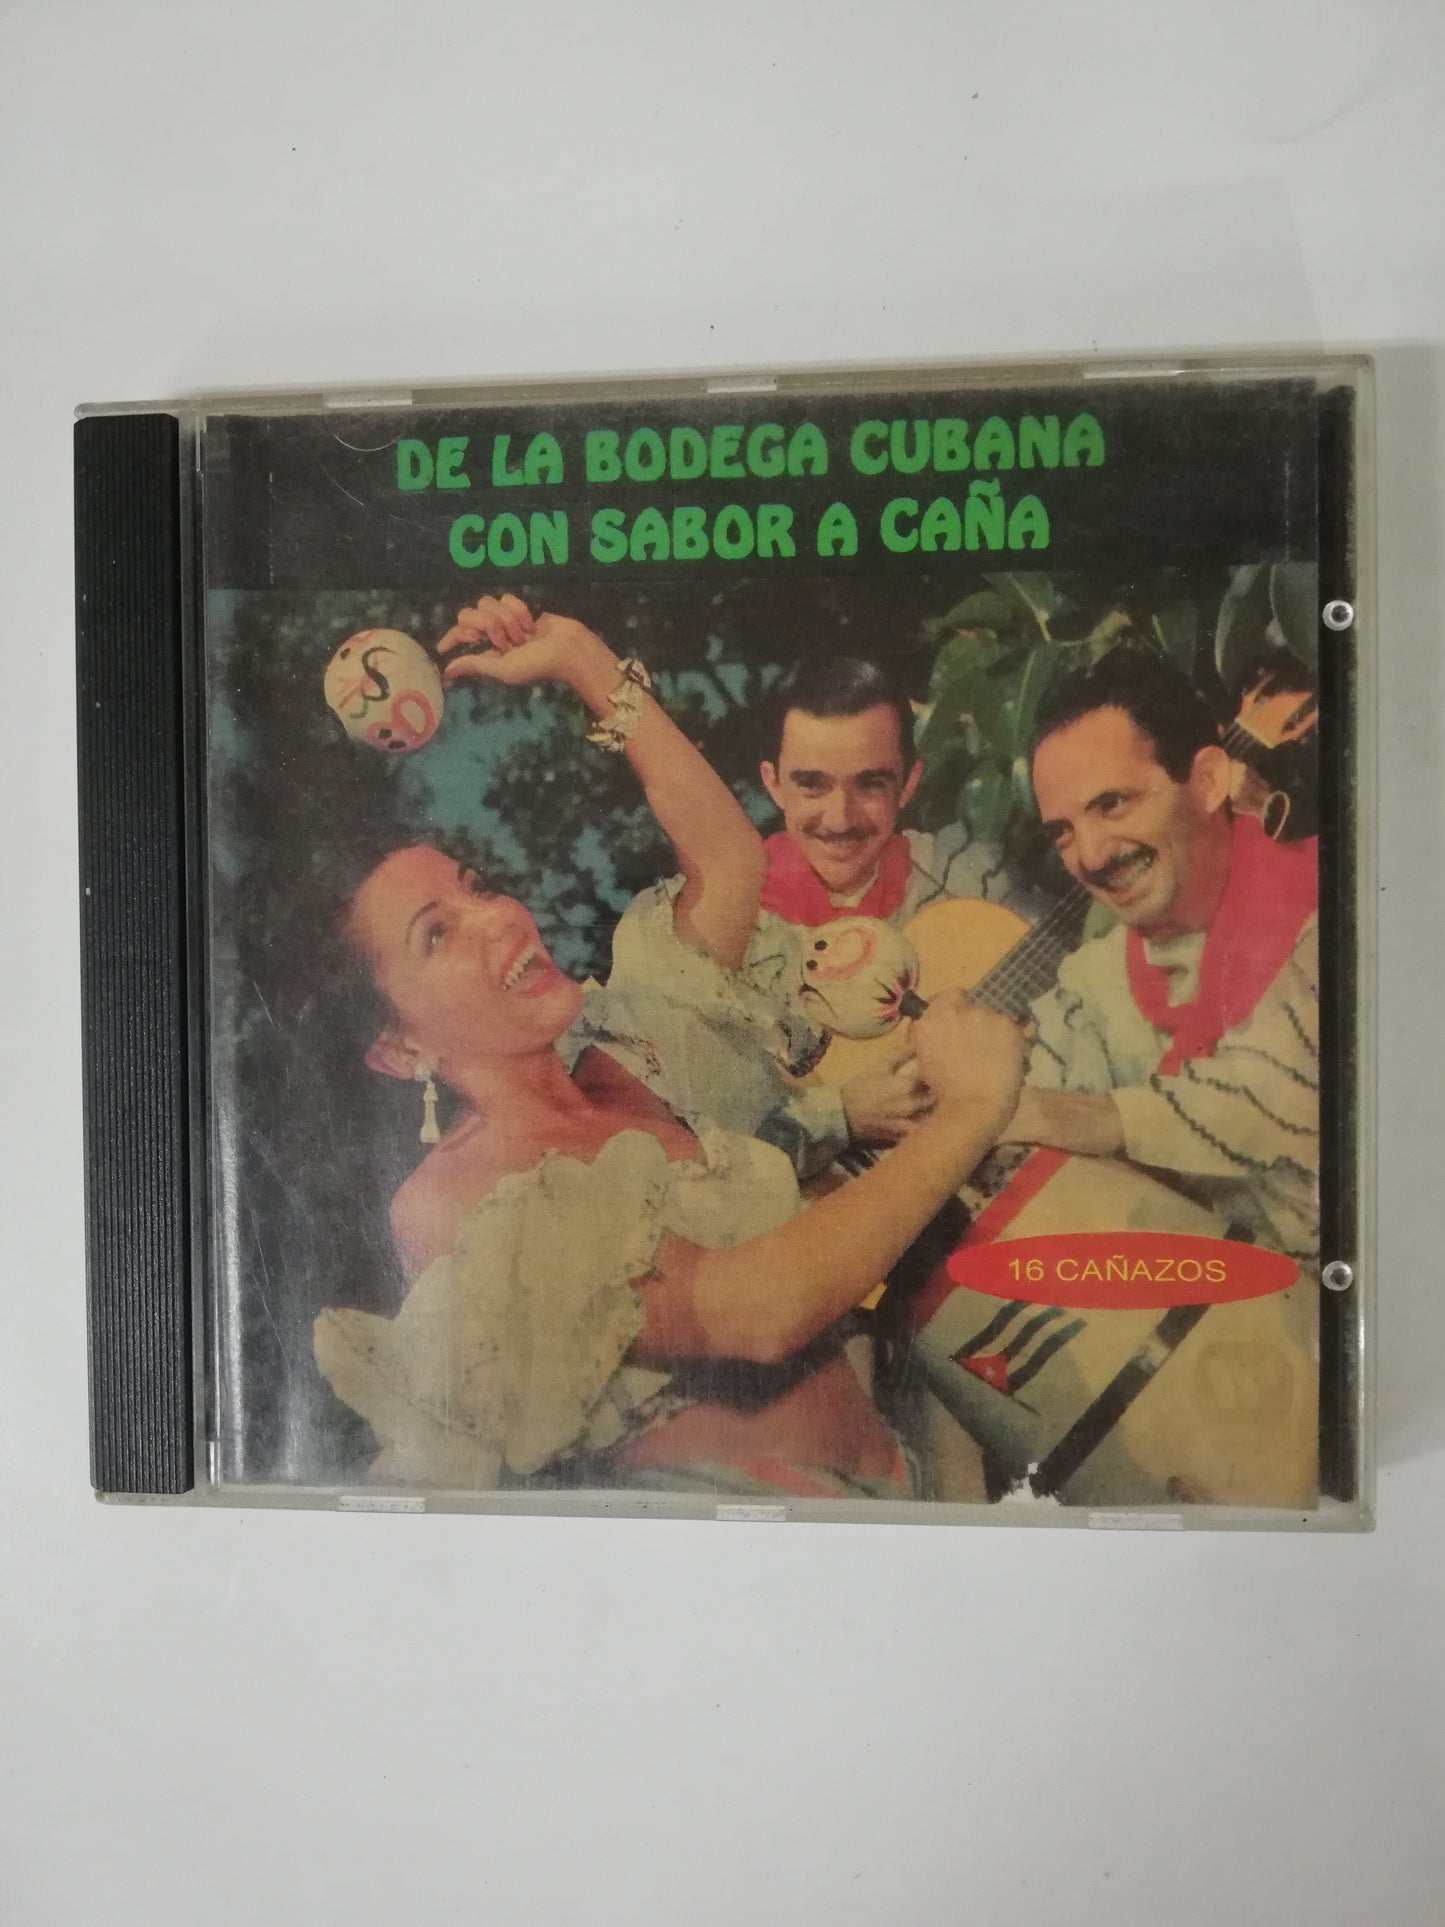 DE LA BODEGA CUBANA
CON SABOR A CAÑA
16 CAÑAZOS